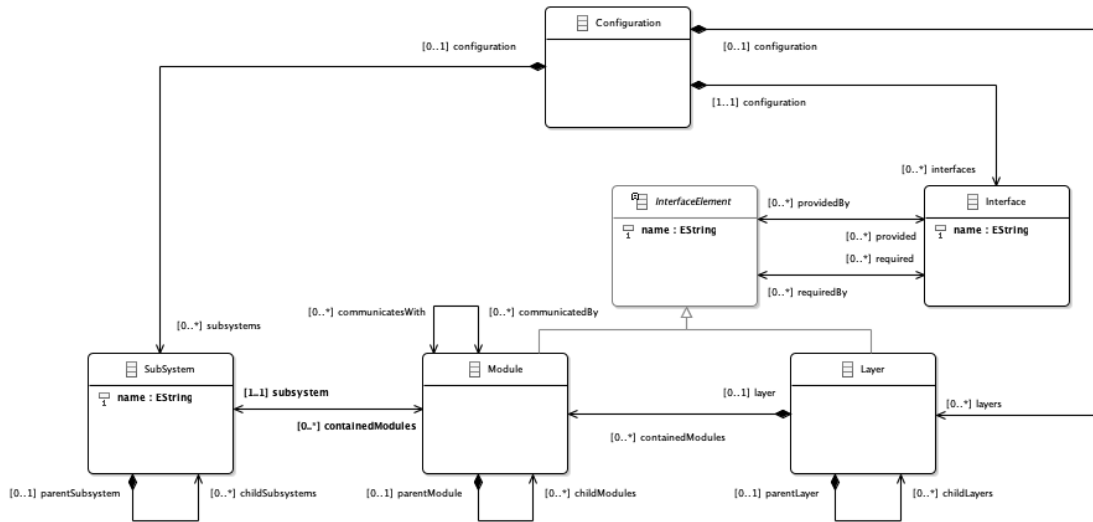 Configuration
[0..1] configuration
[0..1] configuration
[1..1] configuration
[0..*] interfaces
InterfaceElement
name : EString
[0..*] providedBy
[0..*] provided
[0..*] required
[0..*] requiredBy
Interface
name : EString
[0..*] subsystems
[0..*] communicatesWith
[0..*] communicatedBy
SubSystem
name : EString
[1..1] subsystem
[0..*] containedModules
Module
[0..1] layer
[0..*] containedModules
Layer
[0..*] layers
[0..1] parentSubsystem
[0..*] childSubsystems
[0..1] parentModule
[0..*] childModules
[0..1] parentLayer
[0..*] childLayers